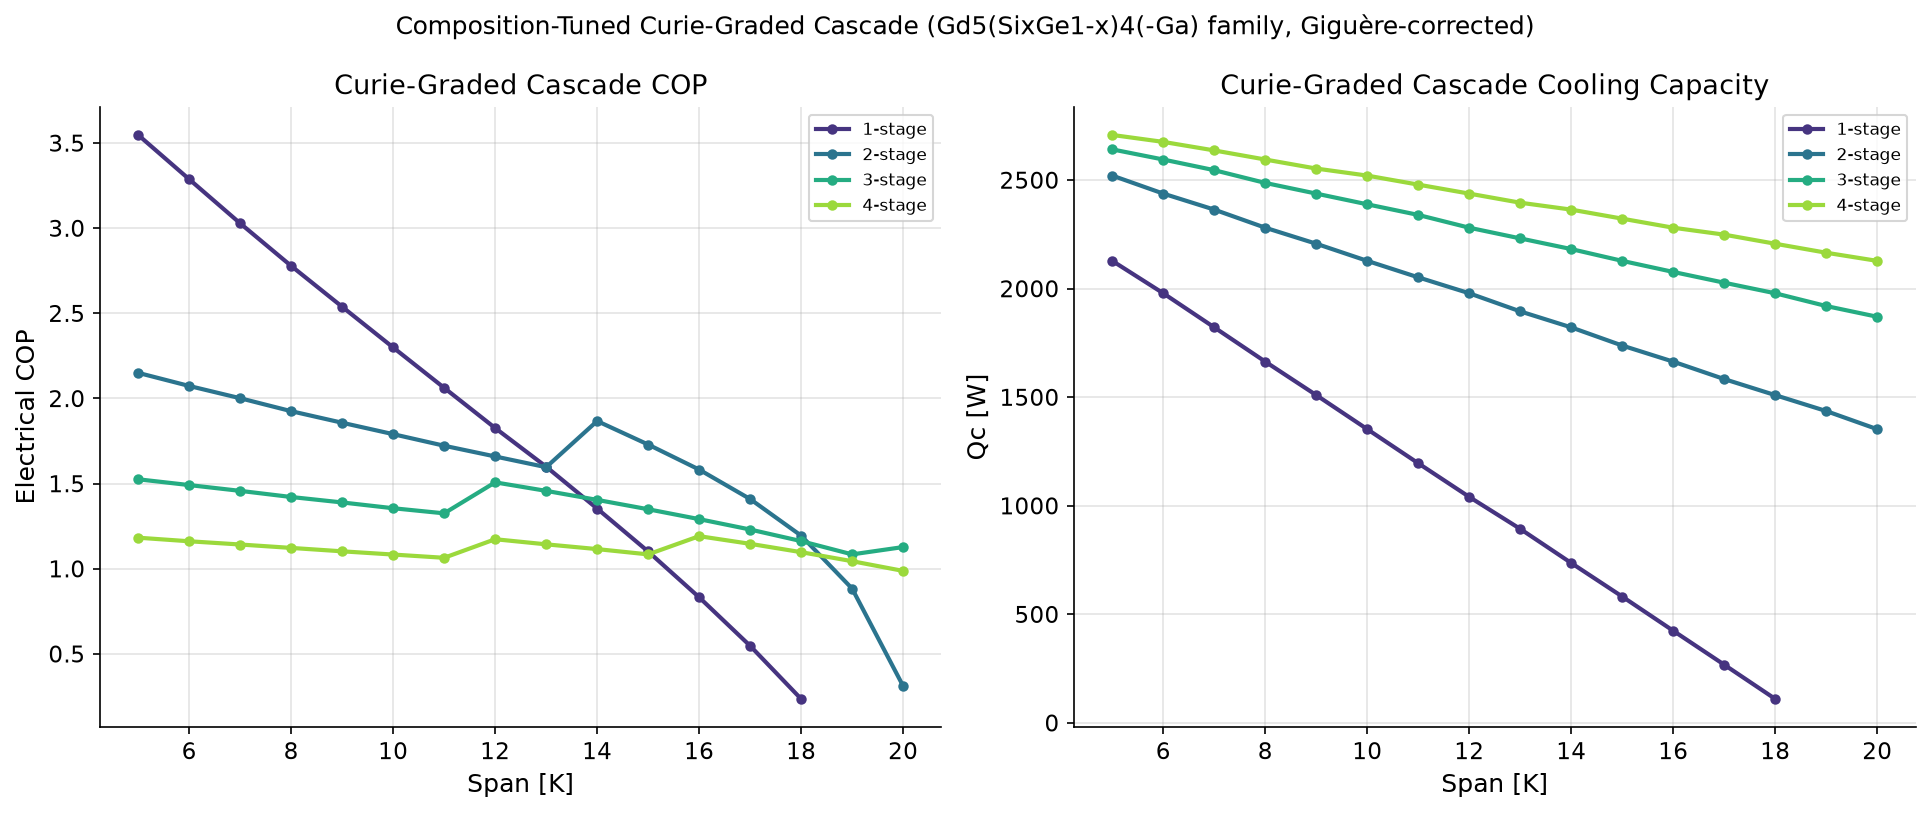 Composition-Tuned Curie-Graded Cascade (Gd5(SixGe1-x)4(-Ga) family, Giguère-corrected)
Curie-Graded Cascade COP
Electrical COP
3.5
3.0
2.5
2.0
1.5
1.0
0.5
6 8 10 12 14 16 18 20
Span [K]
1-stage
2-stage
3-stage
4-stage
Curie-Graded Cascade Cooling Capacity
Qc [W]
2500
2000
1500
1000
500
0
6 8 10 12 14 16 18 20
Span [K]
1-stage
2-stage
3-stage
4-stage